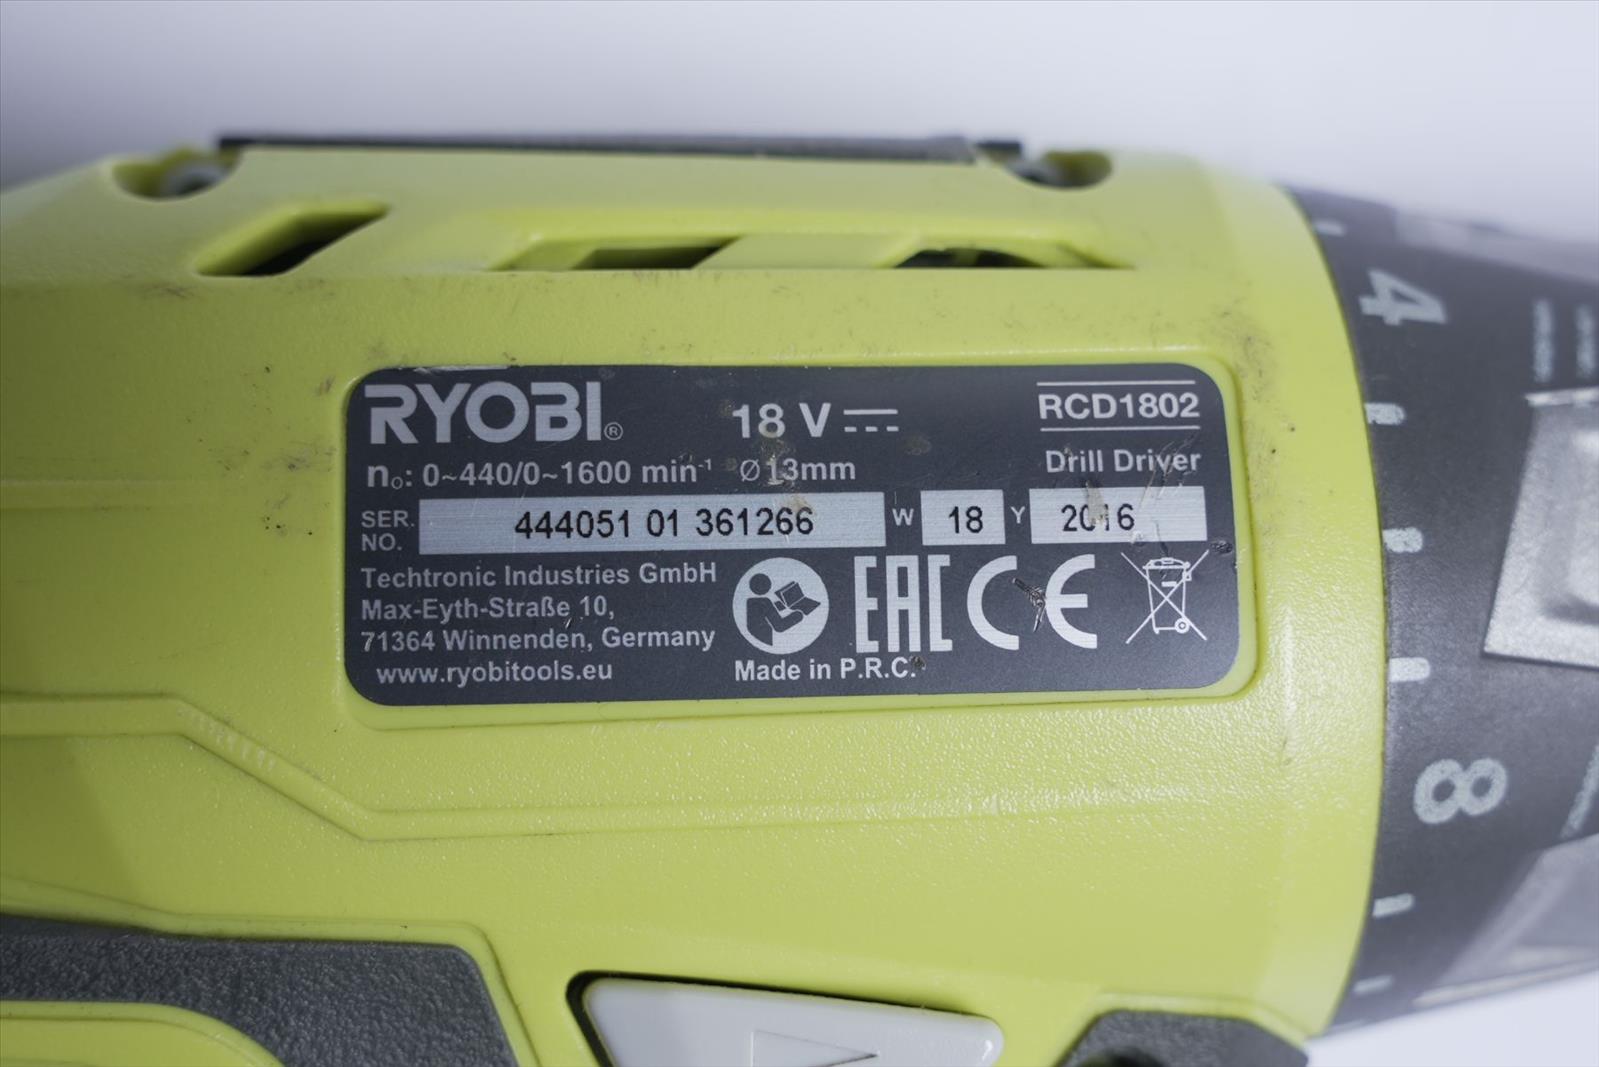 RYOBI® 18 V RCD1802
n₀: 0~440/0~1600 min⁻¹ Ø13mm Drill Driver
SER. NO. 444051 01 361266 W 18 Y 2016
Techtronic Industries GmbH
Max-Eyth-Straße 10,
71364 Winnenden, Germany
www.ryobitools.eu
EAC CE
Made in P.R.C.
4
8